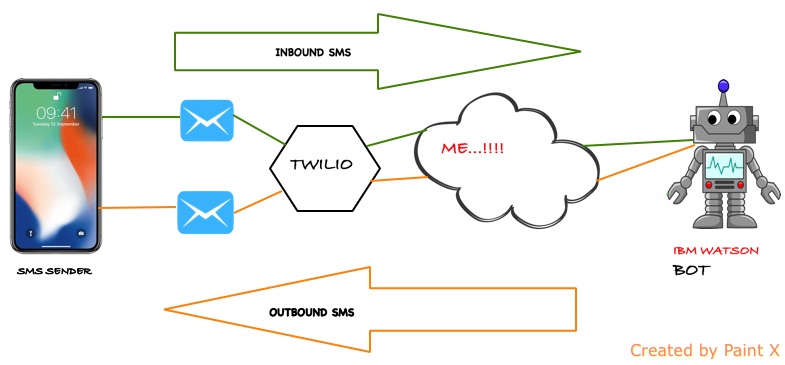 INBOUND SMS
09:41
Tuesday 12 September
TWILIO
ME...!!!!
SMS SENDER
IBM WATSON
BOT
OUTBOUND SMS
Created by Paint X